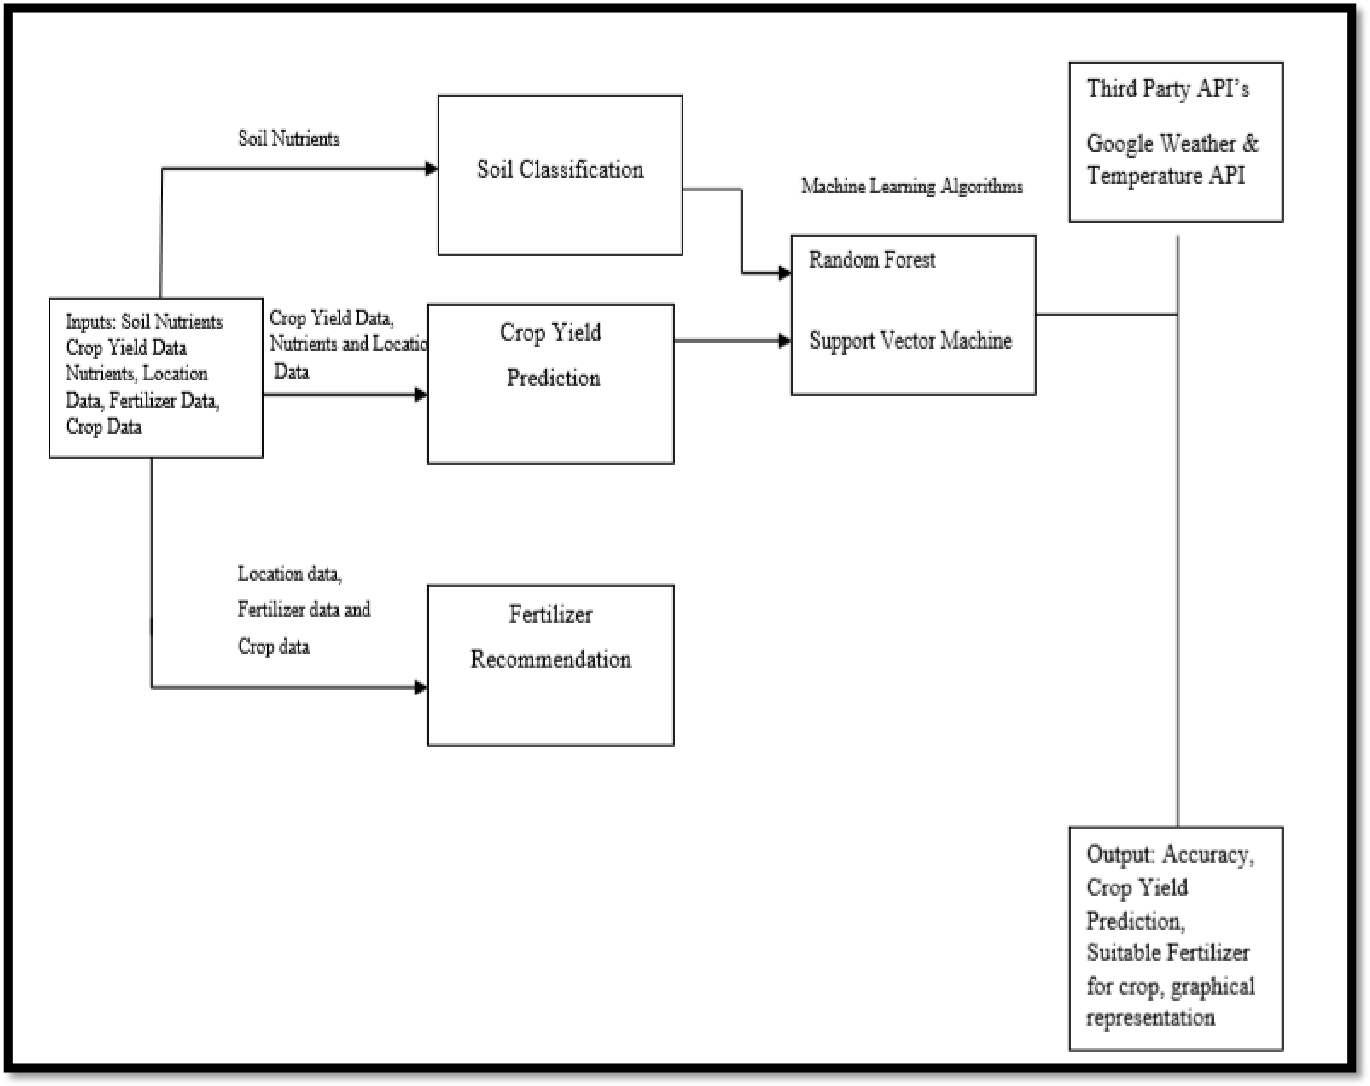 Third Party API's
Google Weather &
Temperature API
Soil Nutrients
Soil Classification
Machine Learning Algorithms
Random Forest
Support Vector Machine
Inputs: Soil Nutrients
Crop Yield Data
Nutrients, Location
Data, Fertilizer Data,
Crop Data
Crop Yield Data,
Nutrients and Locatio
Data
Crop Yield
Prediction
Location data,
Fertilizer data and
Crop data
Fertilizer
Recommendation
Output: Accuracy,
Crop Yield
Prediction,
Suitable Fertilizer
for crop, graphical
representation